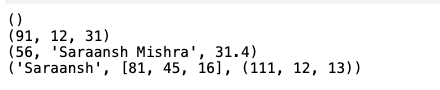 ()
(91, 12, 31)
(56, 'Saraansh Mishra', 31.4)
('Saraansh', [81, 45, 16], (111, 12, 13))